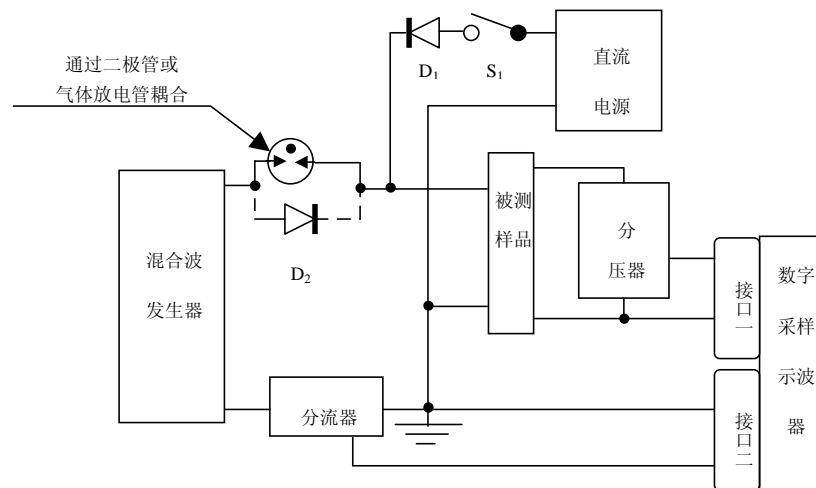 通过二极管或
气体放电管耦合
D₁
S₁
直流
电源
混合波
发生器
D₂
被测
样品
分
压器
分流器
接口一
接口二
数字
采样
示波
器